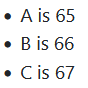 • A is 65
• B is 66
• C is 67